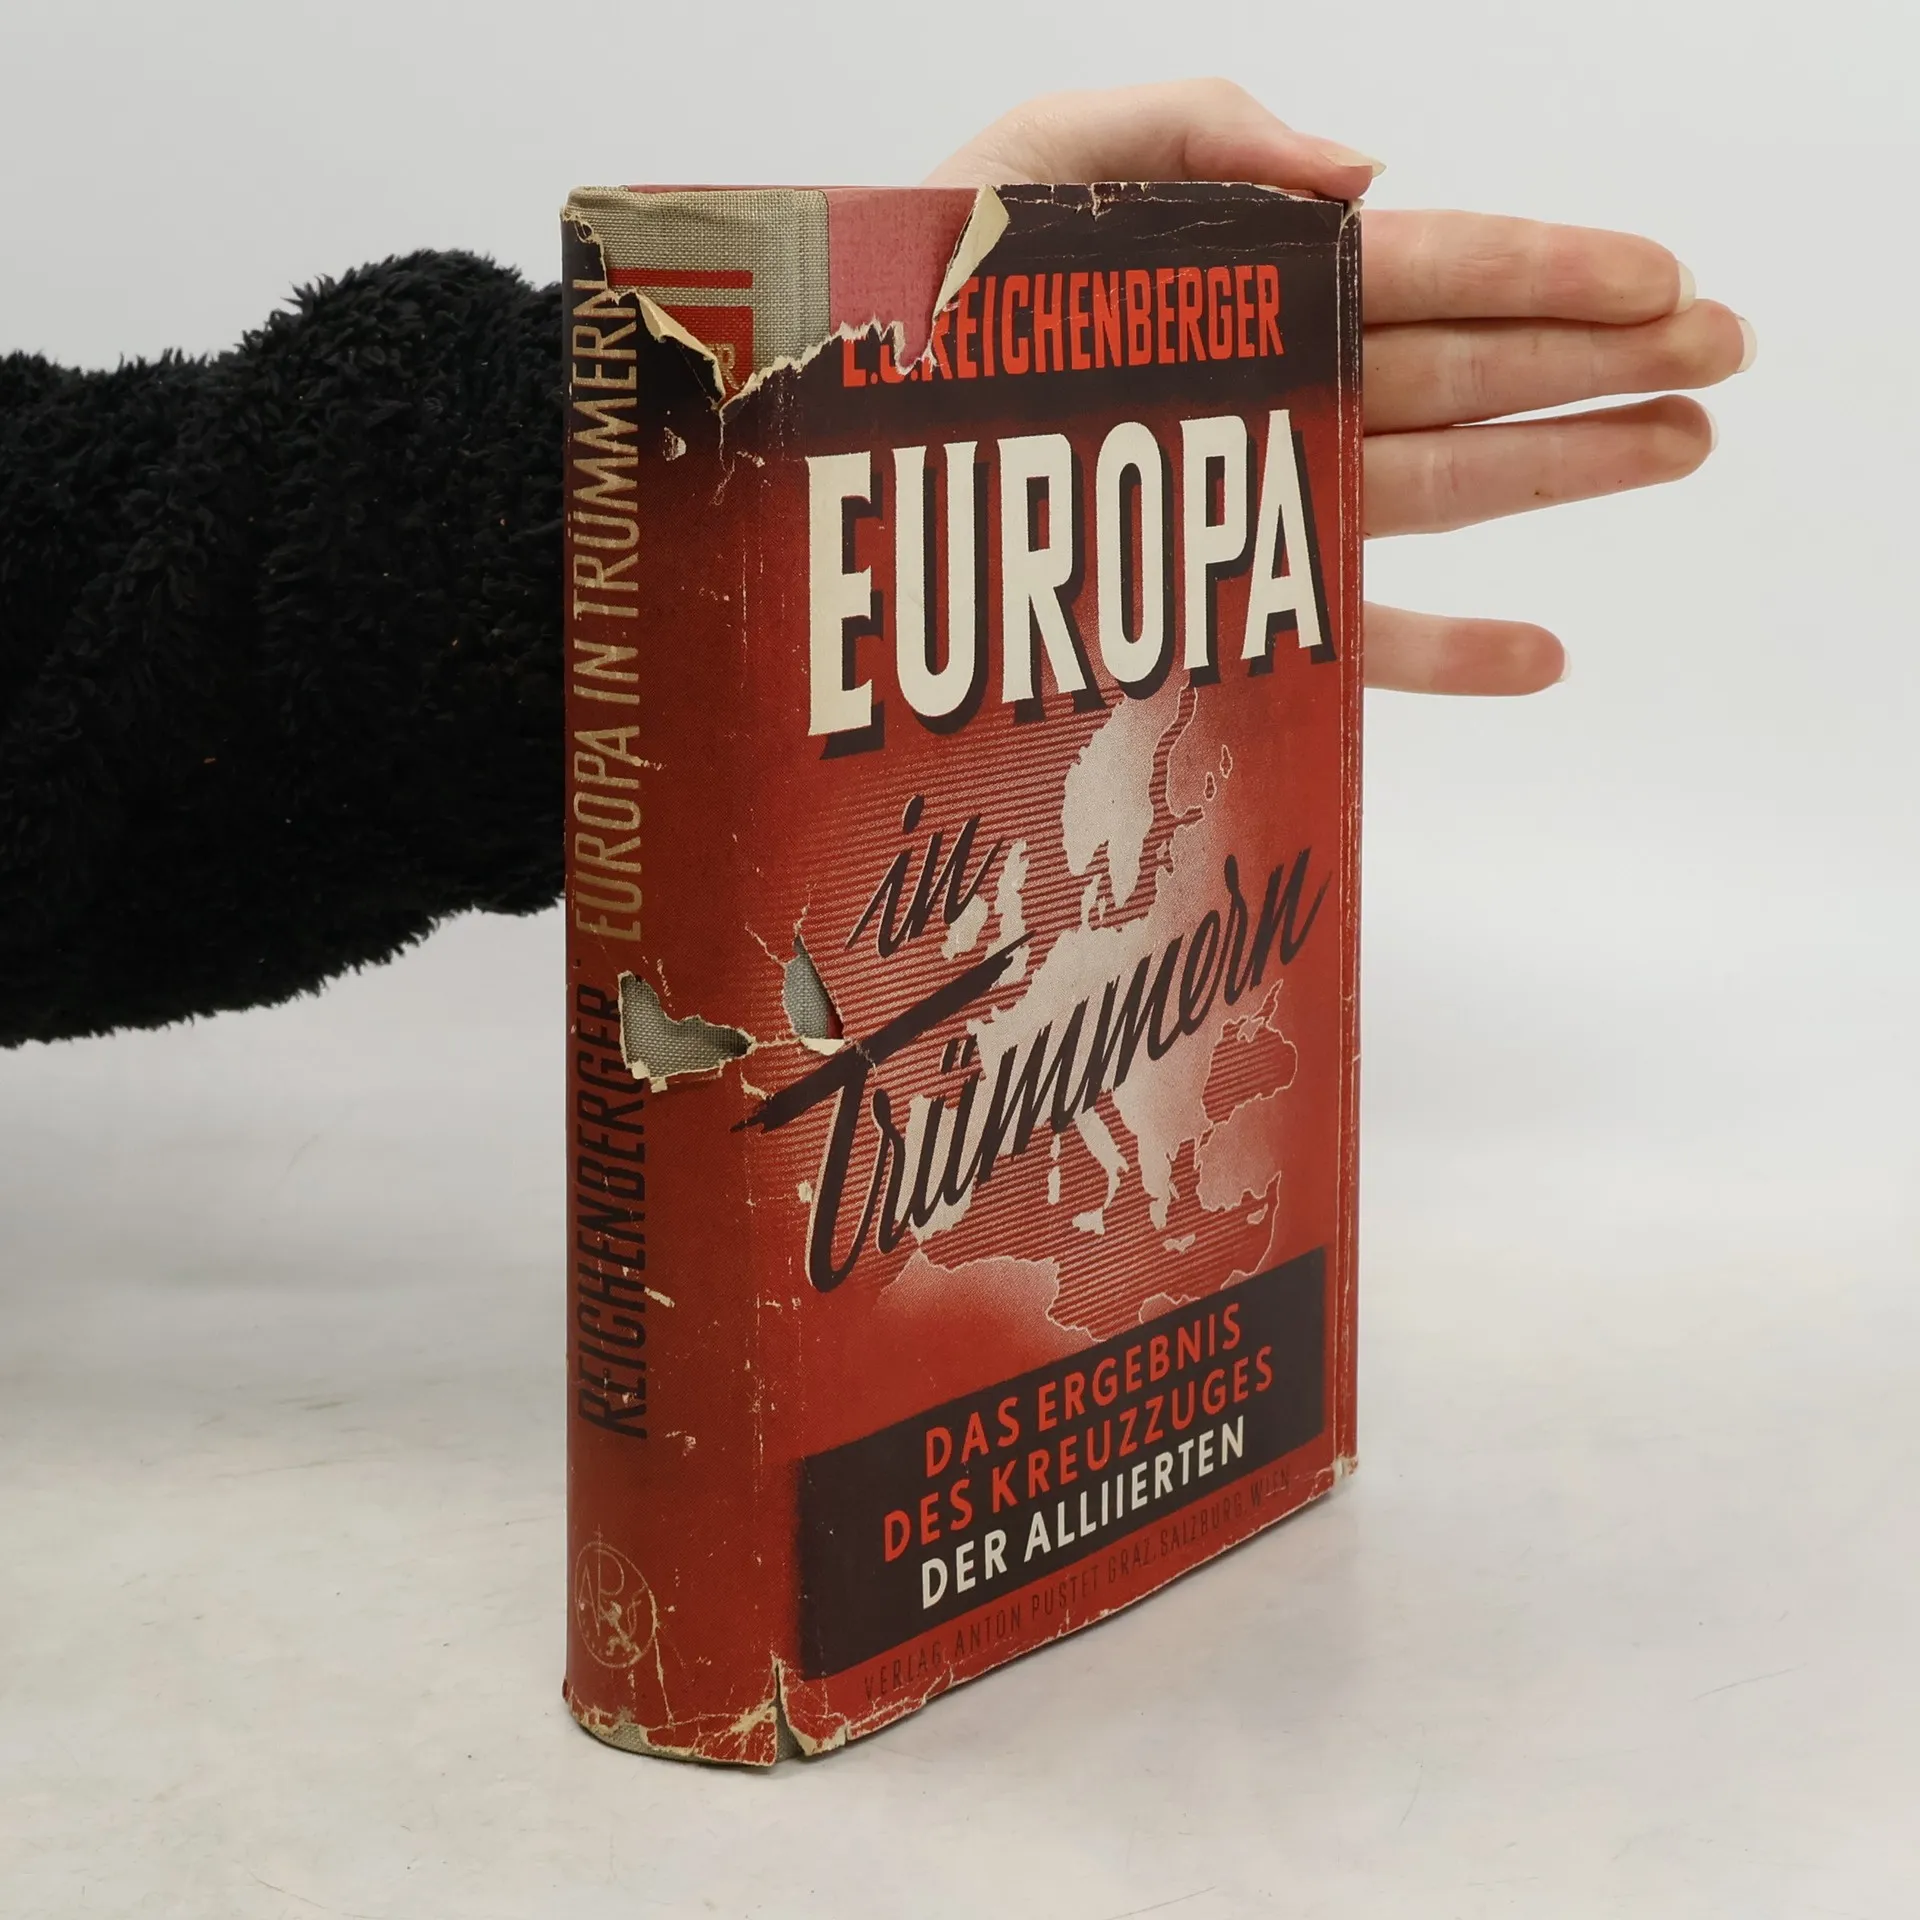 REICHENBERGER · EUROPA IN TRÜMMERN
E.J. REICHENBERGER
EUROPA
in
Trümmern
DAS ERGEBNIS
DES KREUZZUGES
DER ALLIIERTEN
VERLAG ANTON PUSTET GRAZ. SALZBURG. WIEN